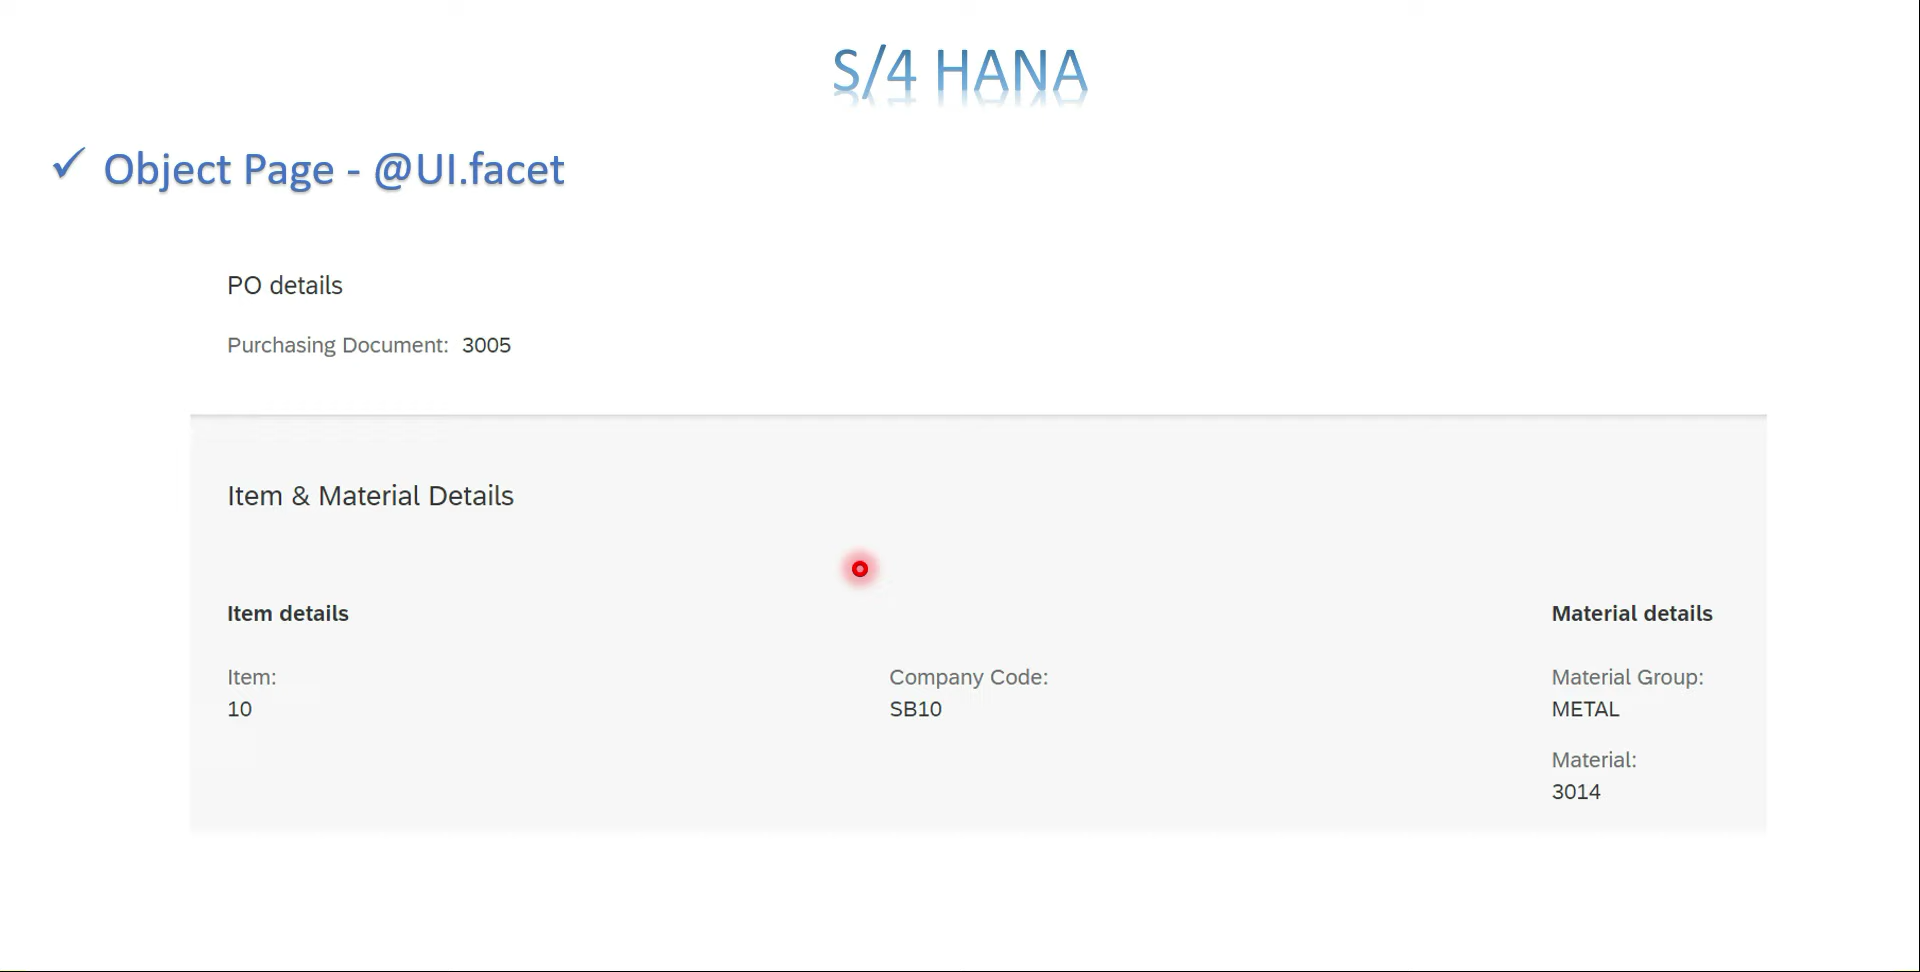 S/4 HANA
✓ Object Page - @UI.facet
PO details
Purchasing Document: 3005
Item & Material Details
Item details
Item:
10
Company Code:
SB10
Material details
Material Group:
METAL
Material:
3014